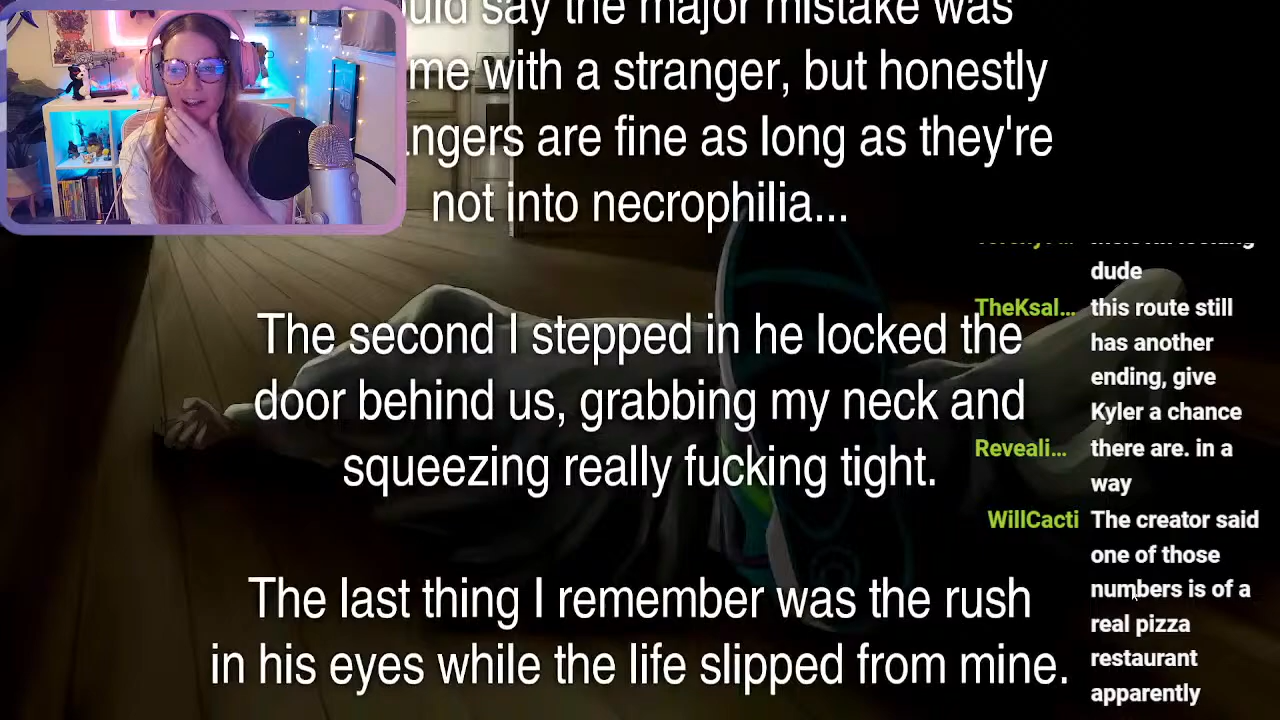 say the major mistake was
with a stranger, but honestly
are fine as long as they're
not into necrophilia...
The second I stepped in he locked the
door behind us, grabbing my neck and
squeezing really fucking tight.
The last thing I remember was the rush
in his eyes while the life slipped from mine.
dude
TheKsal... this route still
has another
ending, give
Kyler a chance
Reveali... there are. in a
way
WillCacti The creator said
one of those
numbers is of a
real pizza
restaurant
apparently